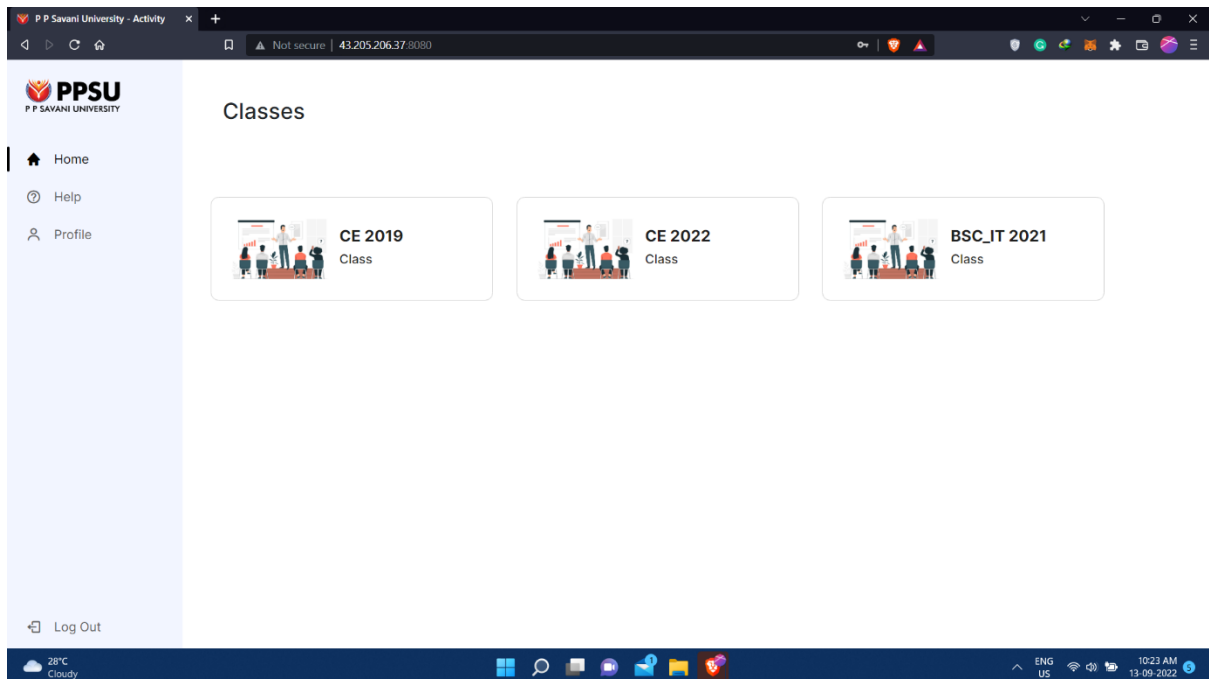 P P Savani University - Activity
Not secure | 43.205.206.37:8080
PPSU
P P SAVANI UNIVERSITY
Home
Help
Profile
Log Out
Classes
CE 2019
Class
CE 2022
Class
BSC_IT 2021
Class
28°C
Cloudy
1
ENG
US
10:23 AM
13-09-2022
5